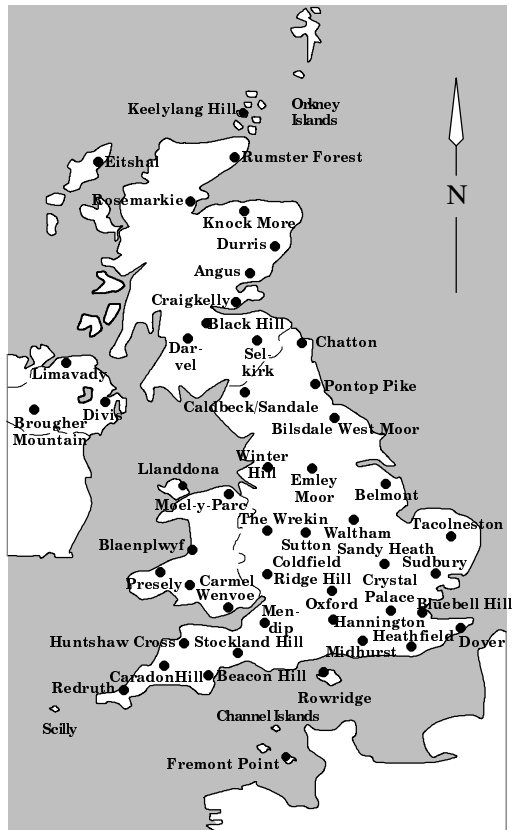 Keelylang Hill
Orkney
Islands
Eitshal
Rumster Forest
N
Rosemarkie
Knock More
Durris
Angus
Craigkelly
Black Hill
Dar-
vel
Sel-
kirk
Chatton
Limavady
Pontop Pike
Divis
Caldbeck/Sandale
Brougher
Mountain
Bilsdale West Moor
Winter
Hill
Llanddona
Emley
Moor
Belmont
Moel-y-Parc
The Wrekin
Waltham
Tacolneston
Blaenplwyf
Sutton
Coldfield
Sandy Heath
Sudbury
Presely
Carmel
Ridge Hill
Crystal
Palace
Wenvoe
Oxford
Bluebell Hill
Men-
dip
Hannington
Heathfield
Dover
Huntshaw Cross
Stockland Hill
Midhurst
CaradonHill
Beacon Hill
Redruth
Rowridge
Scilly
Channel Islands
Fremont Point